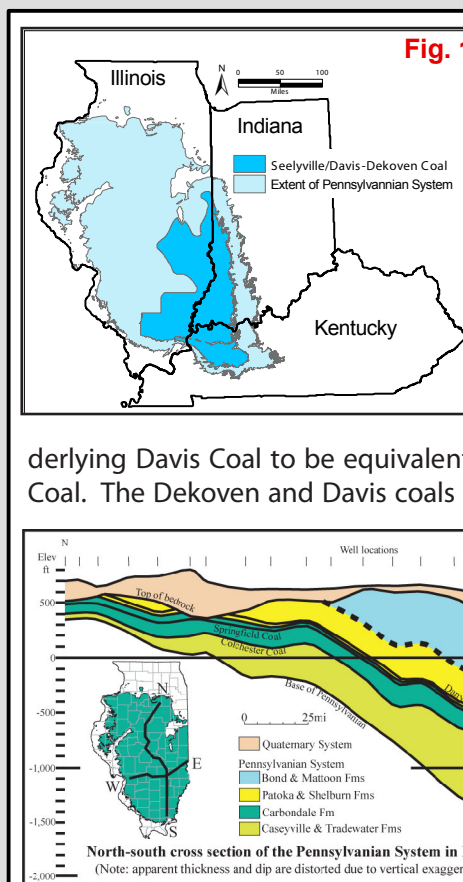 Fig. 1
Illinois
N
0 50 100
Miles
Indiana
Seelyville/Davis-Dekoven Coal
Extent of Pennsylvannian System
Kentucky
derlying Davis Coal to be equivalent
Coal. The Dekoven and Davis coals
N
Elev
ft
Well locations
Top of bedrock
500
Springfield Coal
Colchester Coal
Danv
0
Base of Pennsylvanian
-500
N
0 25mi
Quaternary System
E
Pennsylvanian System
-1,000
W
Bond & Mattoon Fms
Patoka & Shelburn Fms
-1,500
Carbondale Fm
S
Caseyville & Tradewater Fms
North-south cross section of the Pennsylvanian System in
-2,000
(Note: apparent thickness and dip are distorted due to vertical exagger